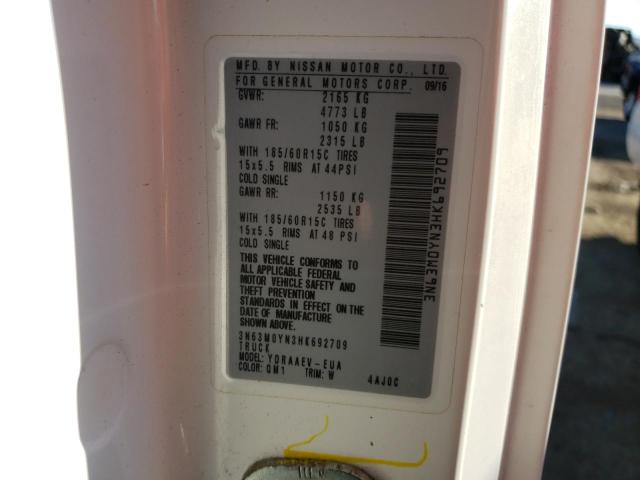 MFD. BY NISSAN MOTOR CO., LTD.
FOR GENERAL MOTORS CORP. 09/16
GVWR: 2165 KG
4773 LB
GAWR FR: 1050 KG
2315 LB
WITH 185/60R15C TIRES
15x5.5 RIMS AT 44PSI
COLD SINGLE
GAWR RR: 1150 KG
2535 LB
WITH 185/60R15C TIRES
15x5.5 RIMS AT 48 PSI
COLD SINGLE
THIS VEHICLE CONFORMS TO
ALL APPLICABLE FEDERAL
MOTOR VEHICLE SAFETY AND
THEFT PREVENTION
STANDARDS IN EFFECT ON THE
DATE OF MANUFACTURE
SHOWN ABOVE.
3N63M0YN3HK692709
TRUCK
MODEL: YDRAAEV-EUA
COLOR: QM1 TRIM: W 4AJ0C
3N63M0YN3HK692709